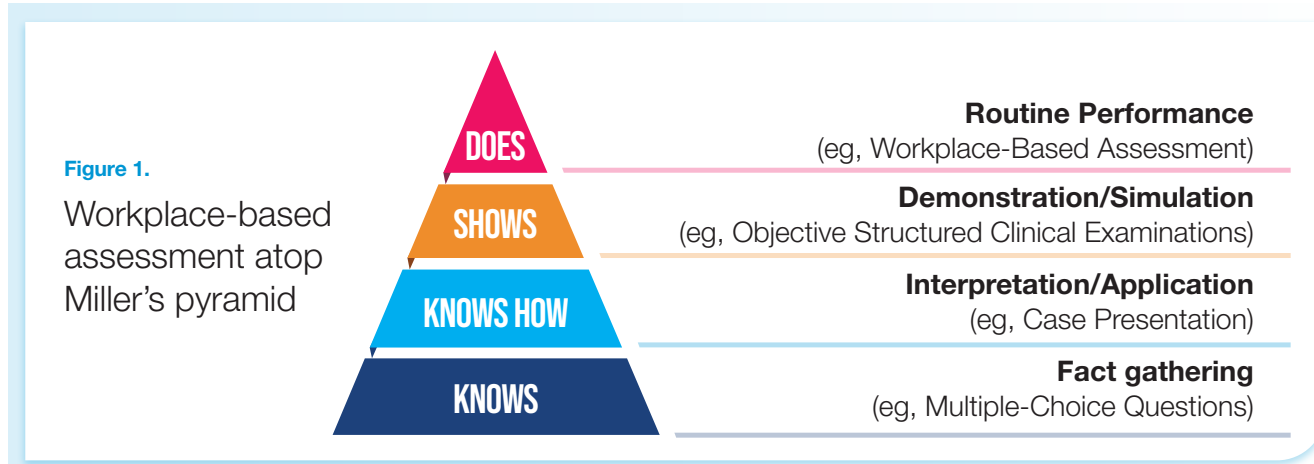 Figure 1.
Workplace-based
assessment atop
Miller’s pyramid
DOES
SHOWS
KNOWS HOW
KNOWS
Routine Performance
(eg, Workplace-Based Assessment)
Demonstration/Simulation
(eg, Objective Structured Clinical Examinations)
Interpretation/Application
(eg, Case Presentation)
Fact gathering
(eg, Multiple-Choice Questions)